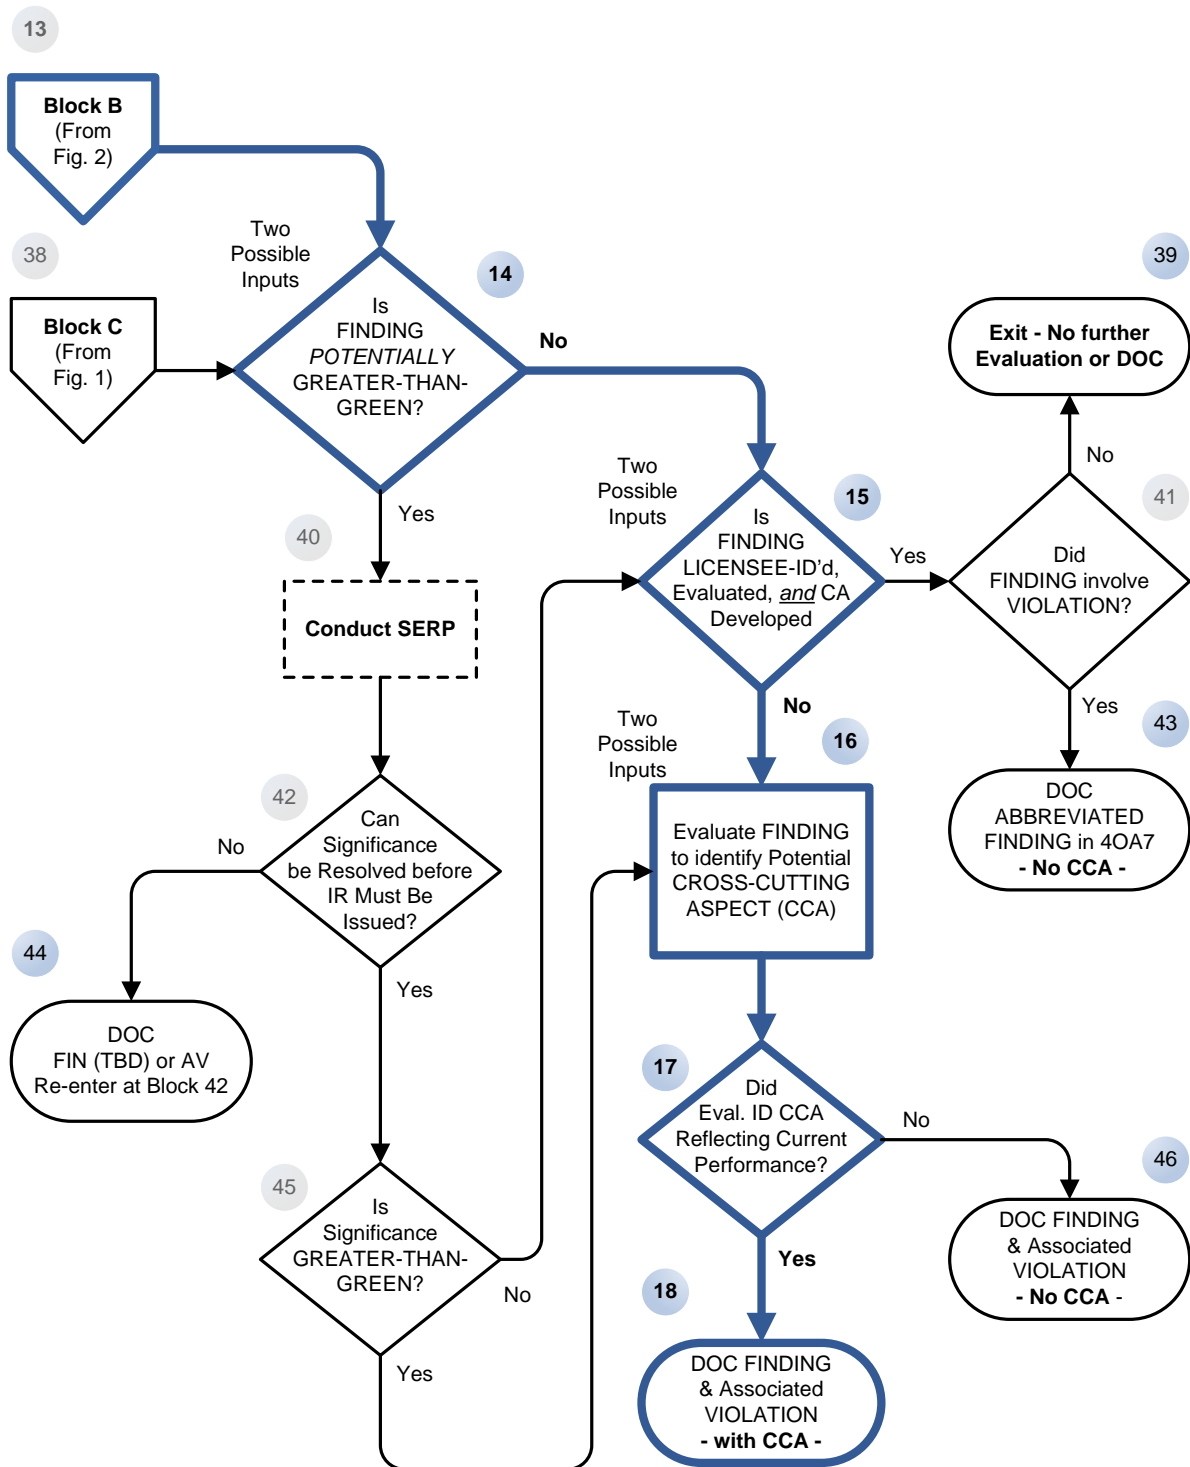 13
Block B
(From
Fig. 2)
38
Block C
(From
Fig. 1)
Two
Possible
Inputs
14
Is
FINDING
POTENTIALLY
GREATER-THAN-
GREEN?
No
Yes
40
Conduct SERP
42
Can
Significance
be Resolved before
IR Must Be
Issued?
No
Yes
44
DOC
FIN (TBD) or AV
Re-enter at Block 42
45
Is
Significance
GREATER-THAN-
GREEN?
No
Yes
Two
Possible
Inputs
15
Is
FINDING
LICENSEE-ID'd,
Evaluated, and CA
Developed
Yes
No
39
Exit - No further
Evaluation or DOC
No
41
Did
FINDING involve
VIOLATION?
Yes
43
DOC
ABBREVIATED
FINDING in 4OA7
- No CCA -
Two
Possible
Inputs
16
Evaluate FINDING
to identify Potential
CROSS-CUTTING
ASPECT (CCA)
17
Did
Eval. ID CCA
Reflecting Current
Performance?
No
Yes
46
DOC FINDING
& Associated
VIOLATION
- No CCA -
18
DOC FINDING
& Associated
VIOLATION
- with CCA -